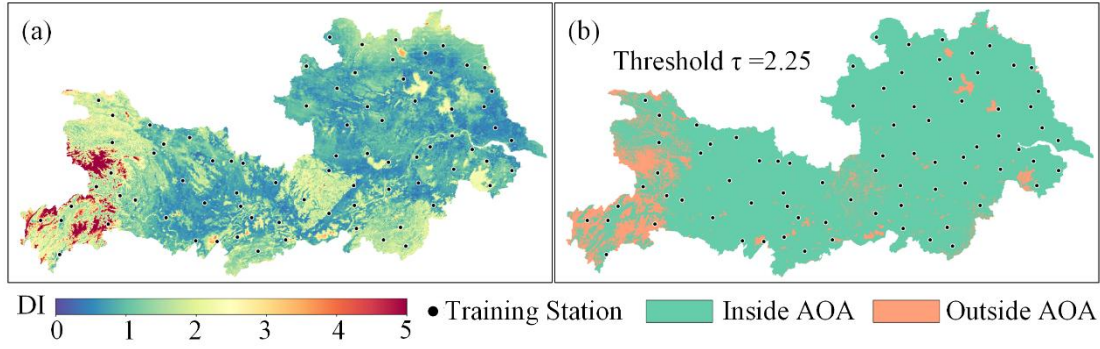 (a)
(b)
Threshold τ =2.25
DI
0 1 2 3 4 5
Training Station
Inside AOA
Outside AOA